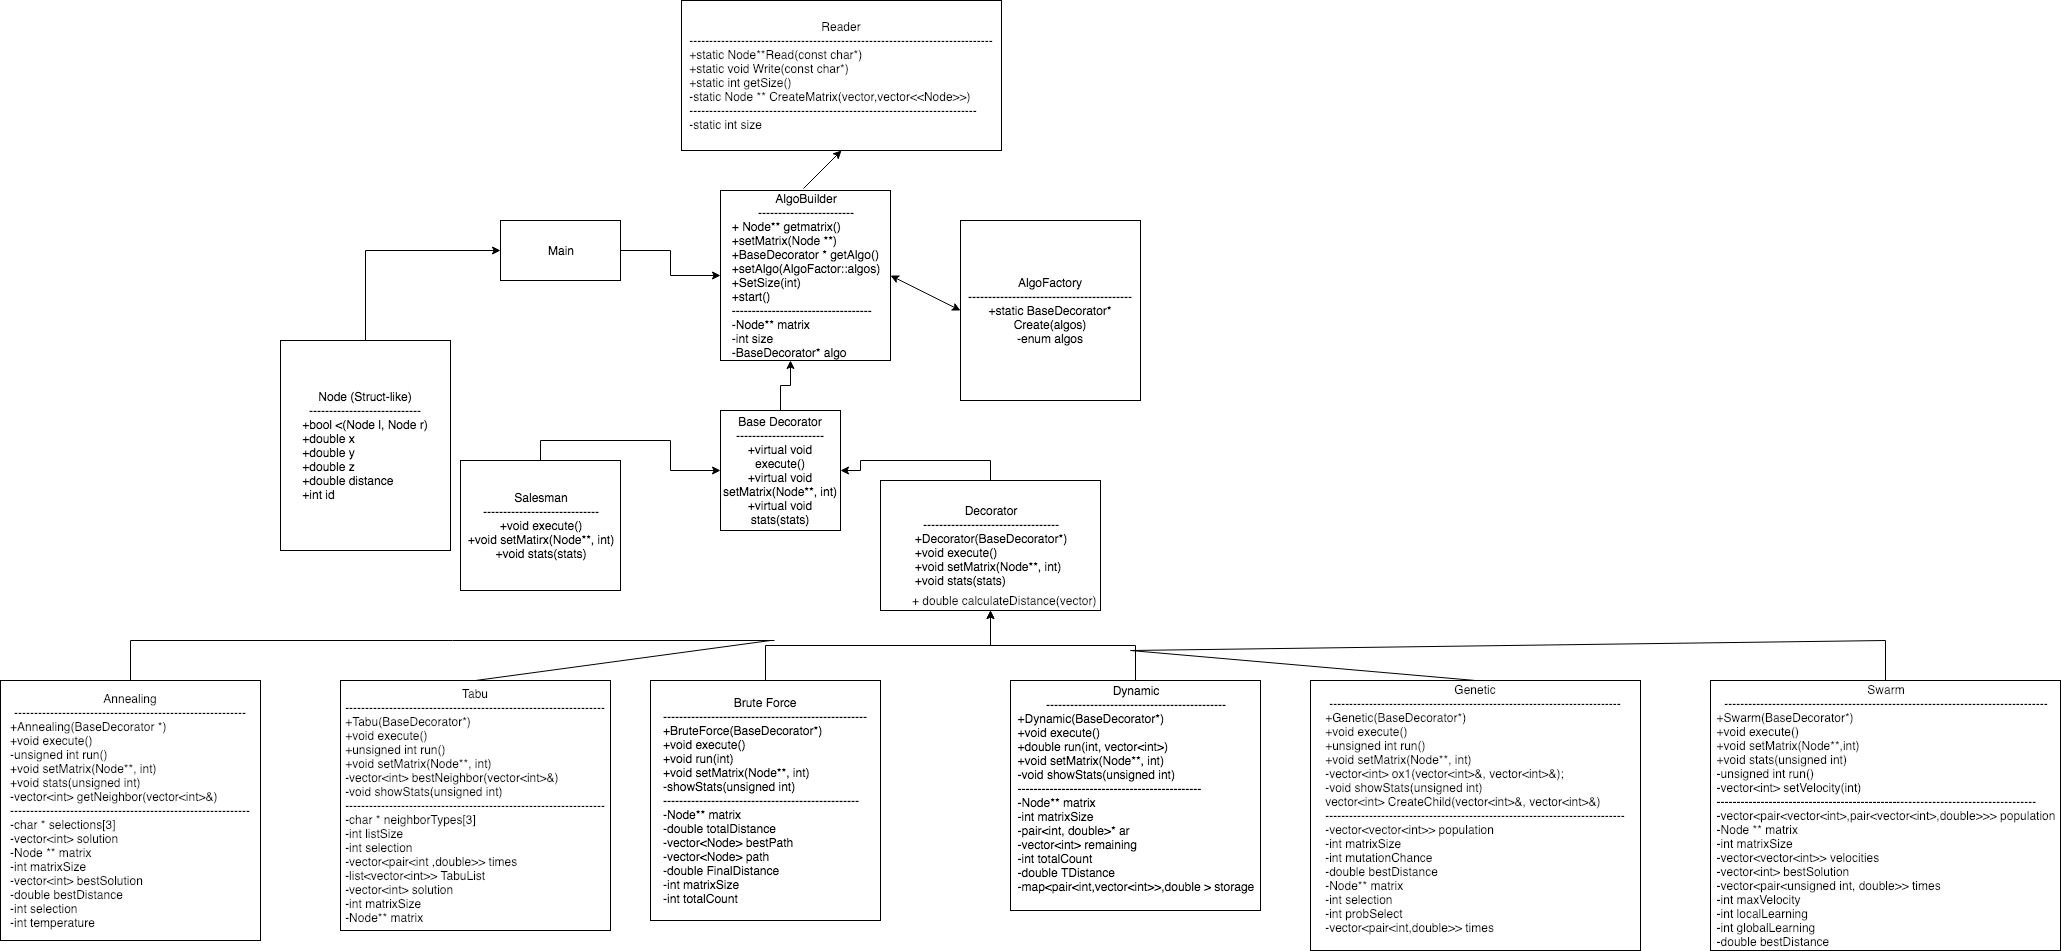 Reader
----------------------------------------------------------------------------
+static Node**Read(const char*)
+static void Write(const char*)
+static int getSize()
-static Node ** CreateMatrix(vector,vector<<Node>>)
------------------------------------------------------------------------
-static int size
AlgoBuilder
------------------------
+ Node** getmatrix()
+setMatrix(Node **)
+BaseDecorator * getAlgo()
+setAlgo(AlgoFactor::algos)
+SetSize(int)
+start()
-----------------------------------
-Node** matrix
-int size
-BaseDecorator* algo
Main
AlgoFactory
-----------------------------------------
+static BaseDecorator*
Create(algos)
-enum algos
Node (Struct-like)
----------------------------
+bool <(Node l, Node r)
+double x
+double y
+double z
+double distance
+int id
Base Decorator
----------------------
+virtual void
execute()
+virtual void
setMatrix(Node**, int)
+virtual void
stats(stats)
Salesman
-----------------------------
+void execute()
+void setMatirx(Node**, int)
+void stats(stats)
Decorator
----------------------------------
+Decorator(BaseDecorator*)
+void execute()
+void setMatrix(Node**, int)
+void stats(stats)
+ double calculateDistance(vector)
Annealing
----------------------------------------------------------
+Annealing(BaseDecorator *)
+void execute()
-unsigned int run()
+void setMatrix(Node**, int)
+void stats(unsigned int)
-vector<int> getNeighbor(vector<int>&)
------------------------------------------------------------
-char * selections[3]
-vector<int> solution
-Node ** matrix
-int matrixSize
-vector<int> bestSolution
-double bestDistance
-int selection
-int temperature
Tabu
-----------------------------------------------------------------
+Tabu(BaseDecorator*)
+void execute()
+unsigned int run()
+void setMatrix(Node**, int)
-vector<int> bestNeighbor(vector<int>&)
-void showStats(unsigned int)
-----------------------------------------------------------------
-char * neighborTypes[3]
-int listSize
-int selection
-vector<pair<int ,double>> times
-list<vector<int>> TabuList
-vector<int> solution
-int matrixSize
-Node** matrix
Brute Force
---------------------------------------------------
+BruteForce(BaseDecorator*)
+void execute()
+void run(int)
+void setMatrix(Node**, int)
-showStats(unsigned int)
-------------------------------------------------
-Node** matrix
-double totalDistance
-vector<Node> bestPath
-vector<Node> path
-double FinalDistance
-int matrixSize
-int totalCount
Dynamic
---------------------------------------------
+Dynamic(BaseDecorator*)
+void execute()
+double run(int, vector<int>)
+void setMatrix(Node**, int)
-void showStats(unsigned int)
----------------------------------------------
-Node** matrix
-int matrixSize
-pair<int, double>* ar
-vector<int> remaining
-int totalCount
-double TDistance
-map<pair<int,vector<int>>,double > storage
Genetic
--------------------------------------------------------------------------
+Genetic(BaseDecorator*)
+void execute()
+unsigned int run()
+void setMatrix(Node**, int)
-vector<int> ox1(vector<int>&, vector<int>&);
-void showStats(unsigned int)
vector<int> CreateChild(vector<int>&, vector<int>&)
---------------------------------------------------------------------------
-vector<vector<int>> population
-int matrixSize
-int mutationChance
-double bestDistance
-Node** matrix
-int selection
-int probSelect
-vector<pair<int,double>> times
Swarm
---------------------------------------------------------------------------------
+Swarm(BaseDecorator*)
+void execute()
+void setMatrix(Node**,int)
+void stats(unsigned int)
-unsigned int run()
-vector<int> setVelocity(int)
--------------------------------------------------------------------------------
-vector<pair<vector<int>,pair<vector<int>,double>>> population
-Node ** matrix
-int matrixSize
-vector<vector<int>> velocities
-vector<int> bestSolution
-vector<pair<unsigned int, double>> times
-int maxVelocity
-int localLearning
-int globalLearning
-double bestDistance